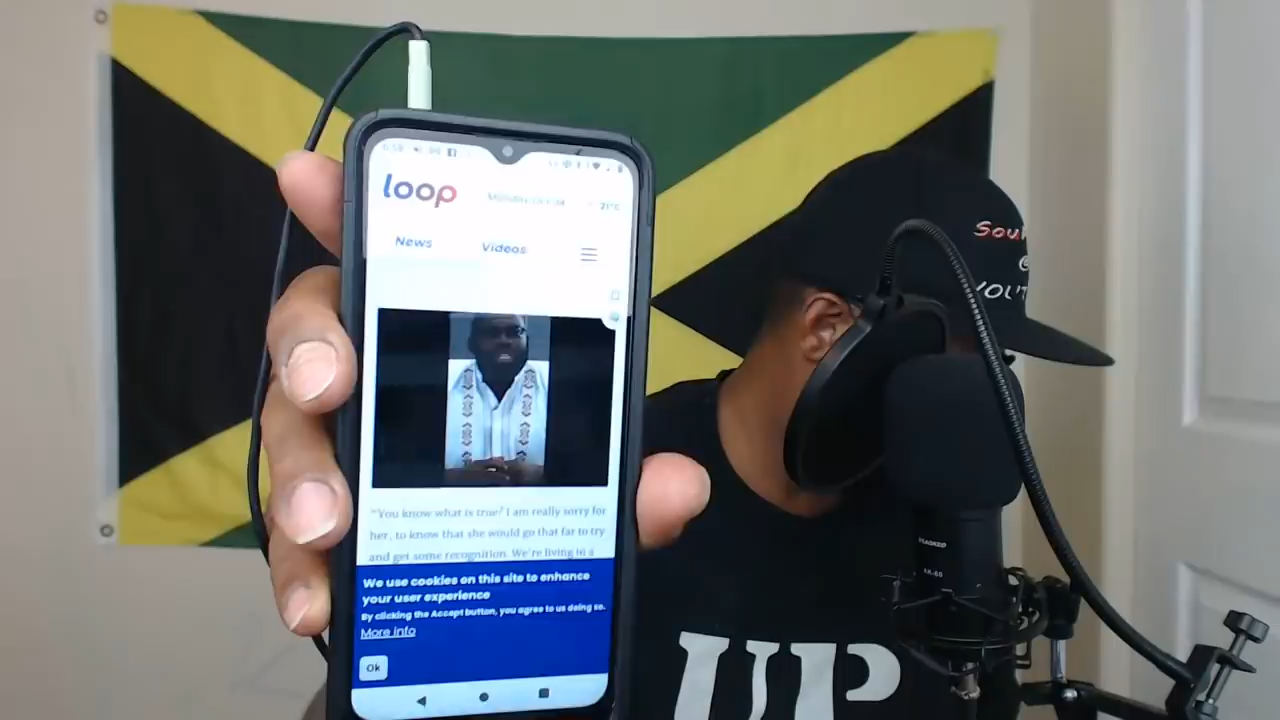 loop
21°C
News
Videos
"You know what is true? I am really sorry for
her, to know that she would go that far to try
and get some recognition. We're living in a
We use cookies on this site to enhance
your user experience
By clicking the Accept button, you agree to us doing so.
More info
Ok
UP